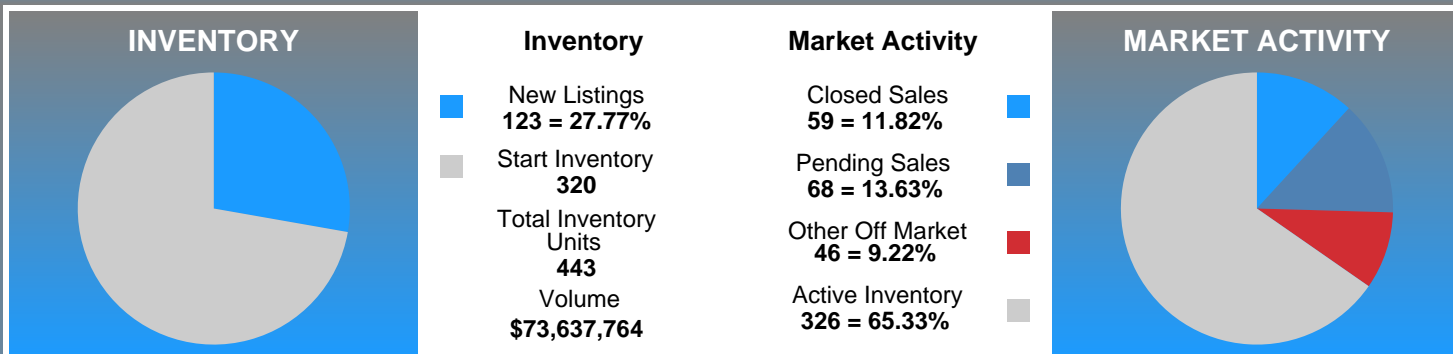 INVENTORY
Inventory
New Listings
123 = 27.77%
Start Inventory
320
Total Inventory
Units
443
Volume
$73,637,764
Market Activity
Closed Sales
59 = 11.82%
Pending Sales
68 = 13.63%
Other Off Market
46 = 9.22%
Active Inventory
326 = 65.33%
MARKET ACTIVITY